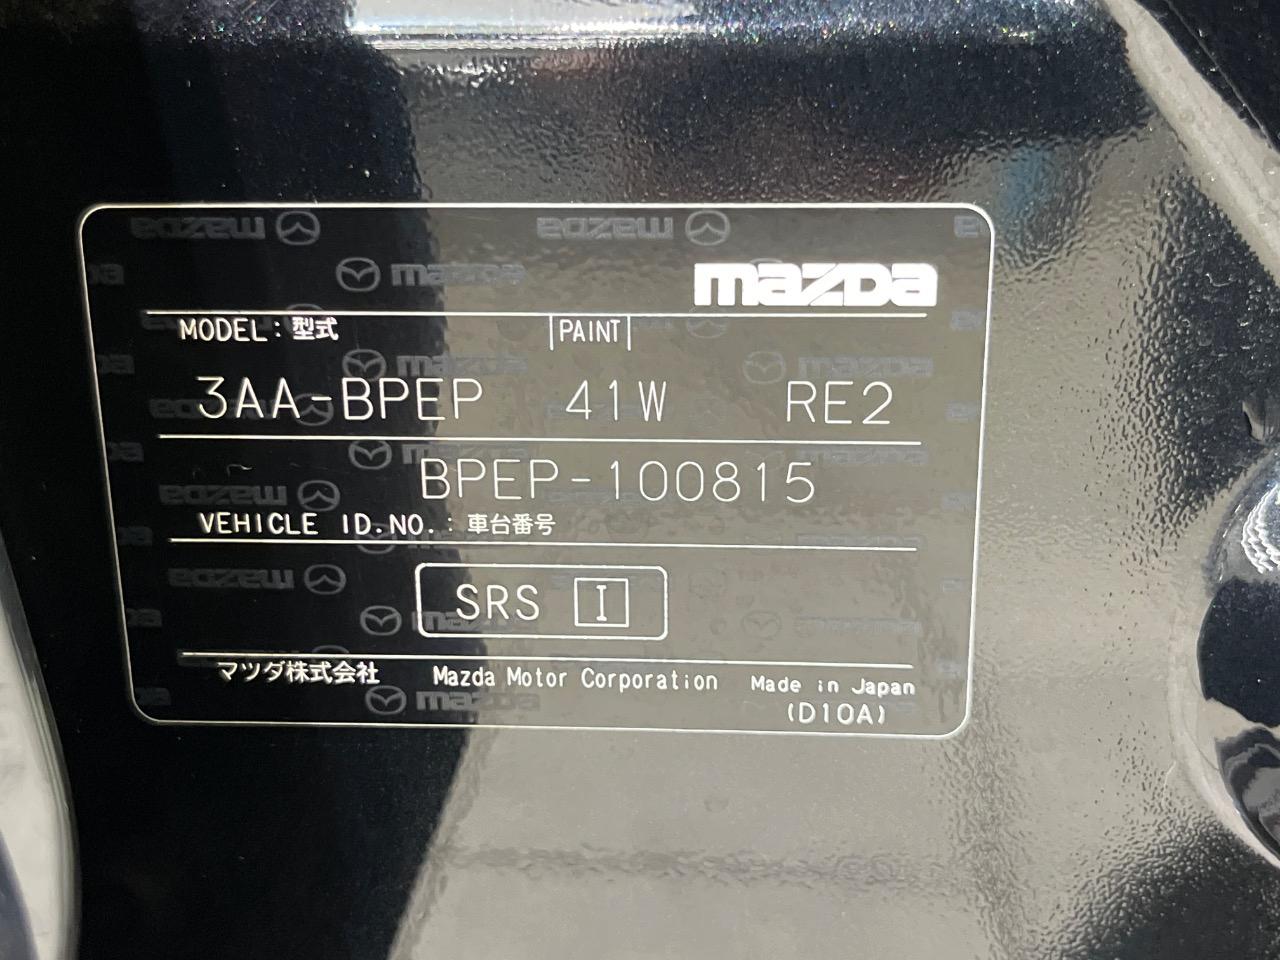 mazda
MODEL: 型式 PAINT
3AA-BPEP 41W RE2
BPEP-100815
VEHICLE ID.NO.: 車台番号
SRS I
マツダ株式会社 Mazda Motor Corporation Made in Japan
(D10A)